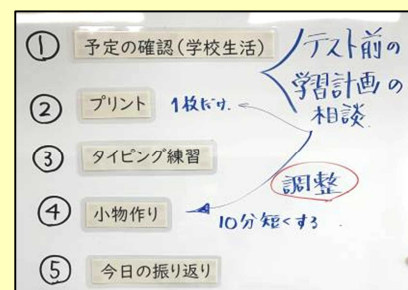 ① 予定の確認(学校生活)
テスト前の
学習計画の
相談
② プリント 1枚だけ.
③ タイピング練習
調整
④ 小物作り 10分短くする.
⑤ 今日の振り返り